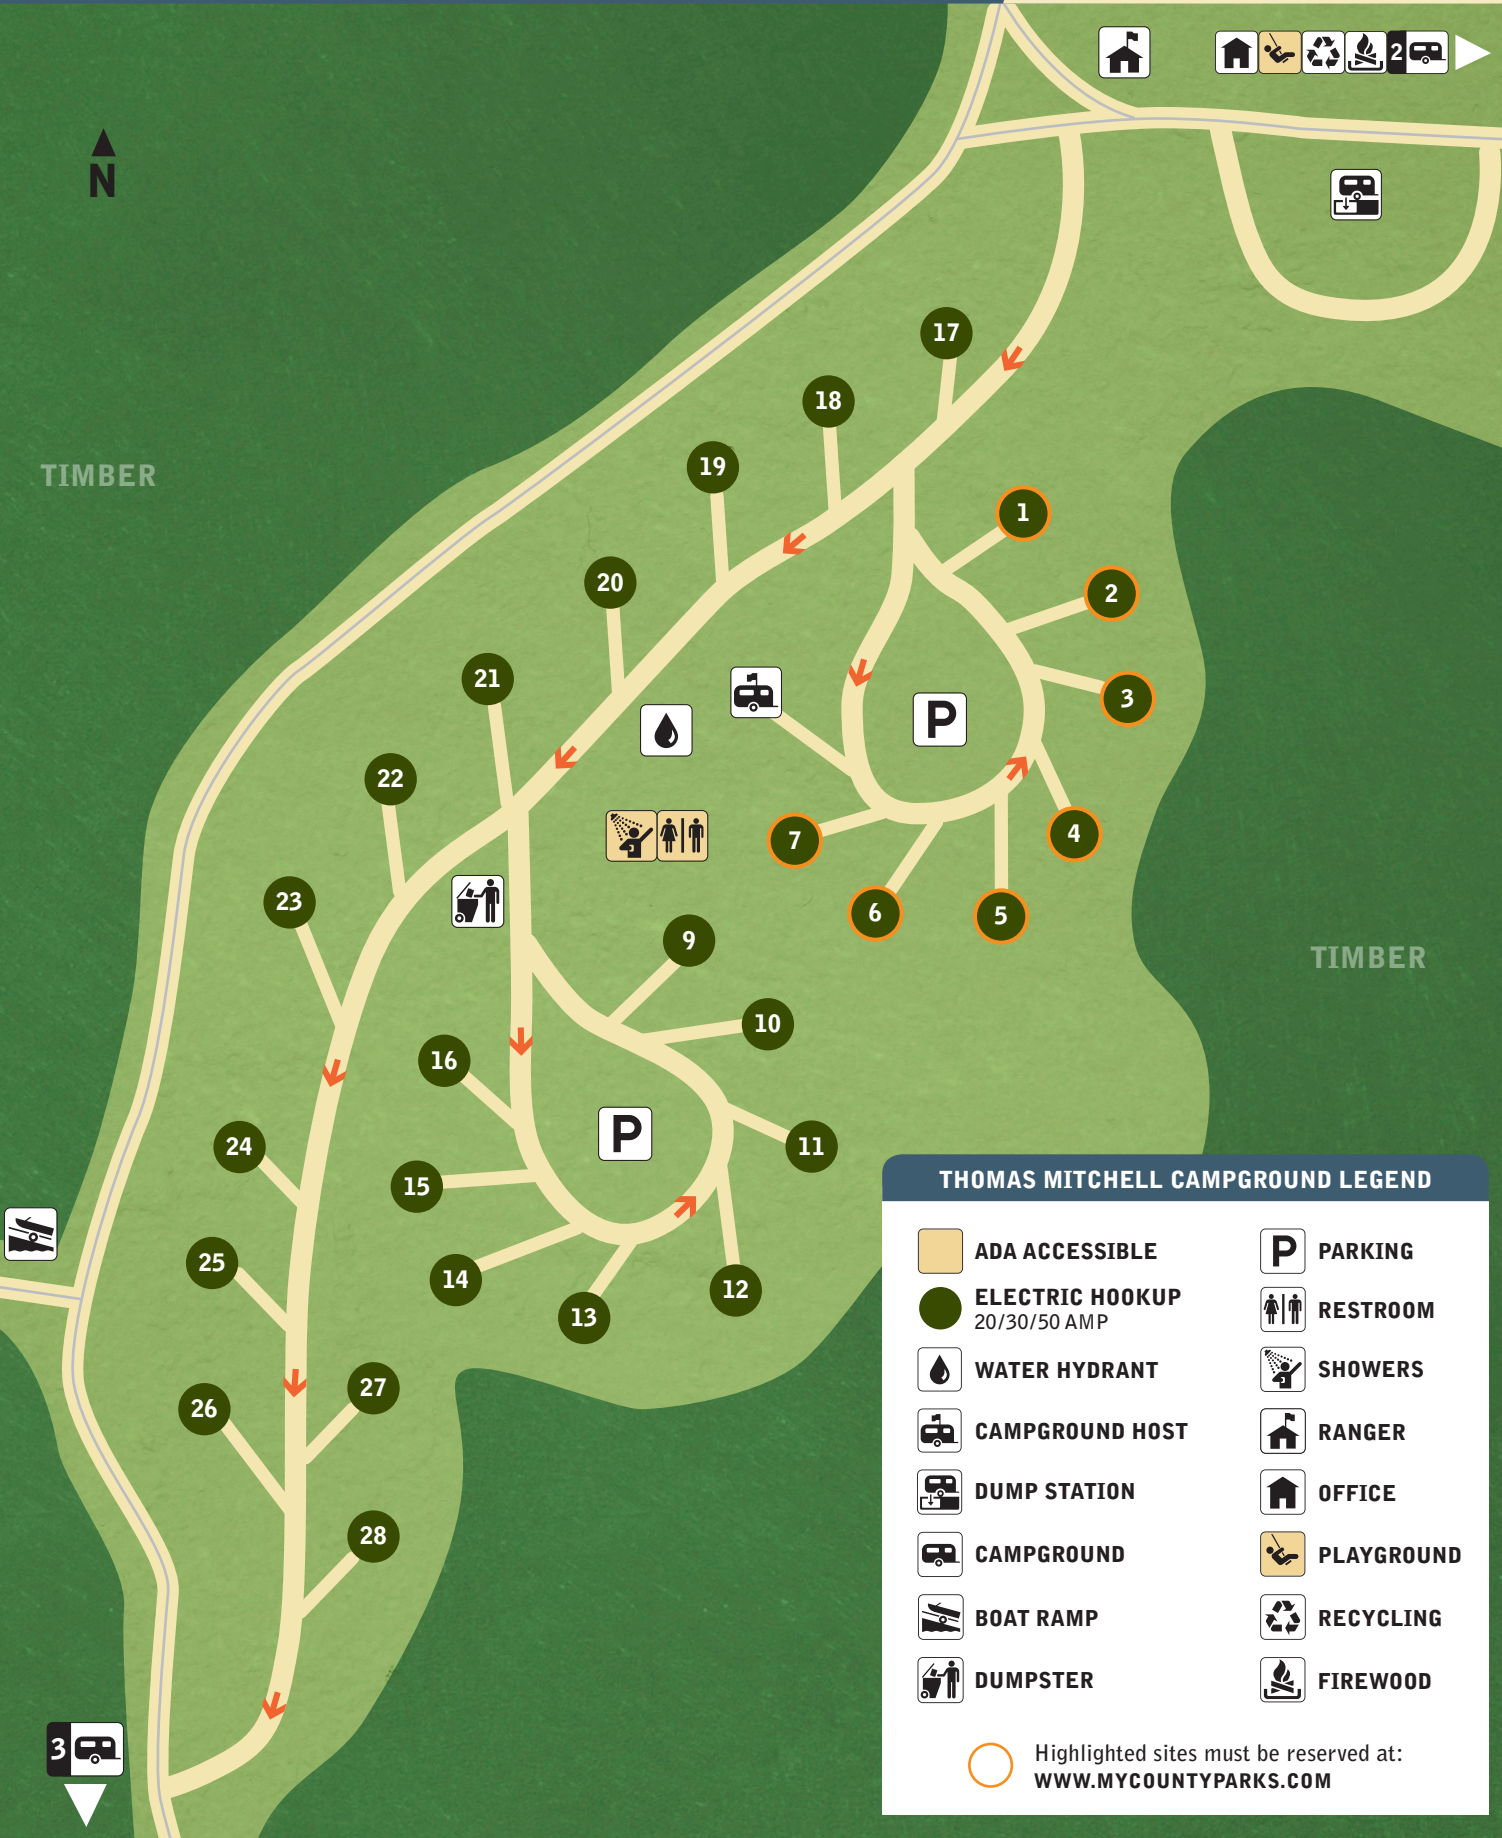 2
N
17
18
TIMBER
19
1
20
2
21
3
P
22
7
4
23
6
5
9
TIMBER
10
16
24
P
11
15
25
14
12
13
27
26
28
3
THOMAS MITCHELL CAMPGROUND LEGEND
ADA ACCESSIBLE
ELECTRIC HOOKUP
20/30/50 AMP
WATER HYDRANT
CAMPGROUND HOST
DUMP STATION
CAMPGROUND
BOAT RAMP
DUMPSTER
P PARKING
RESTROOM
SHOWERS
RANGER
OFFICE
PLAYGROUND
RECYCLING
FIREWOOD
Highlighted sites must be reserved at:
WWW.MYCOUNTYPARKS.COM